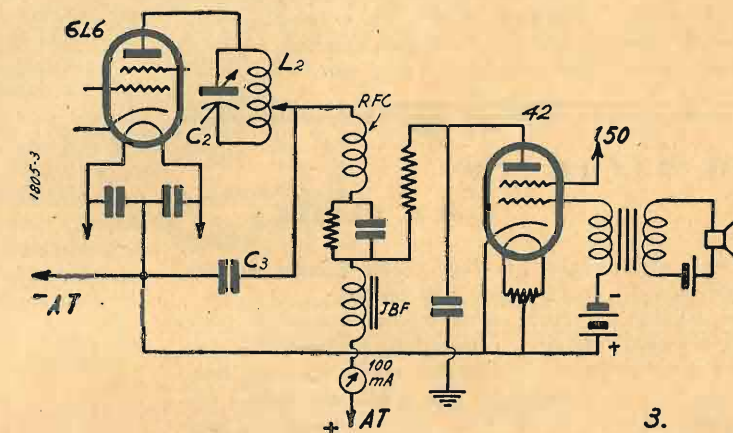 6L6
L2
C2
RFC
42
150
1805-3
C3
- AT
JBF
100
mA
+ AT
-
+
3.